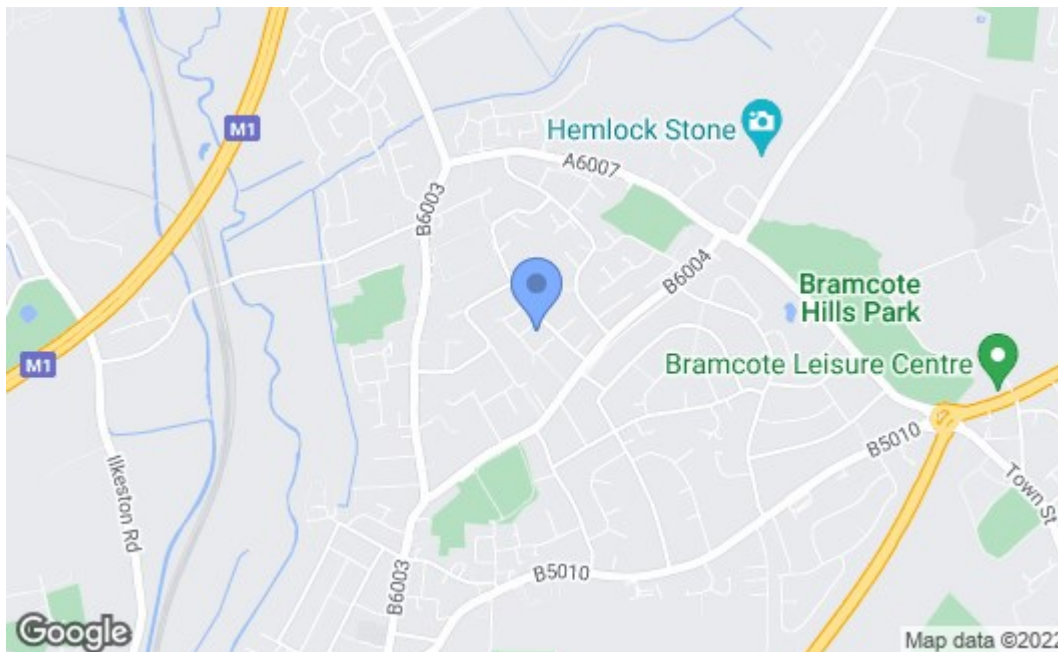 M1
Hemlock Stone
A6007
B6003
B6004
Bramcote
Hills Park
M1
Bramcote Leisure Centre
B5010
Ilkeston Rd
Town St
B5010
B6003
Google
Map data ©2022